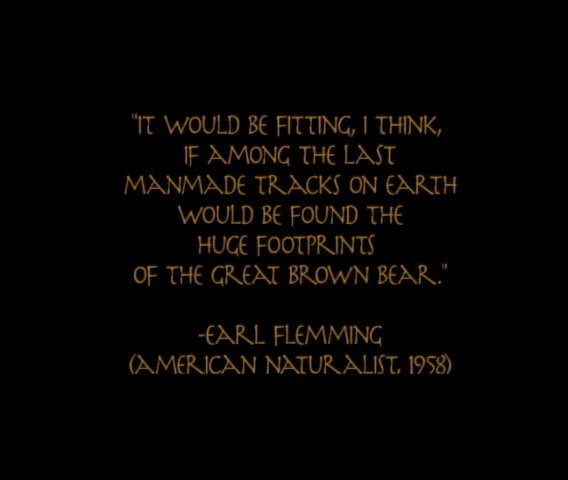 "IT WOULD BE FITTING, I THINK,
IF AMONG THE LAST
MANMADE TRACKS ON EARTH
WOULD BE FOUND THE
HUGE FOOTPRINTS
OF THE GREAT BROWN BEAR."
-EARL FLEMMING
(AMERICAN NATURALIST, 1958)